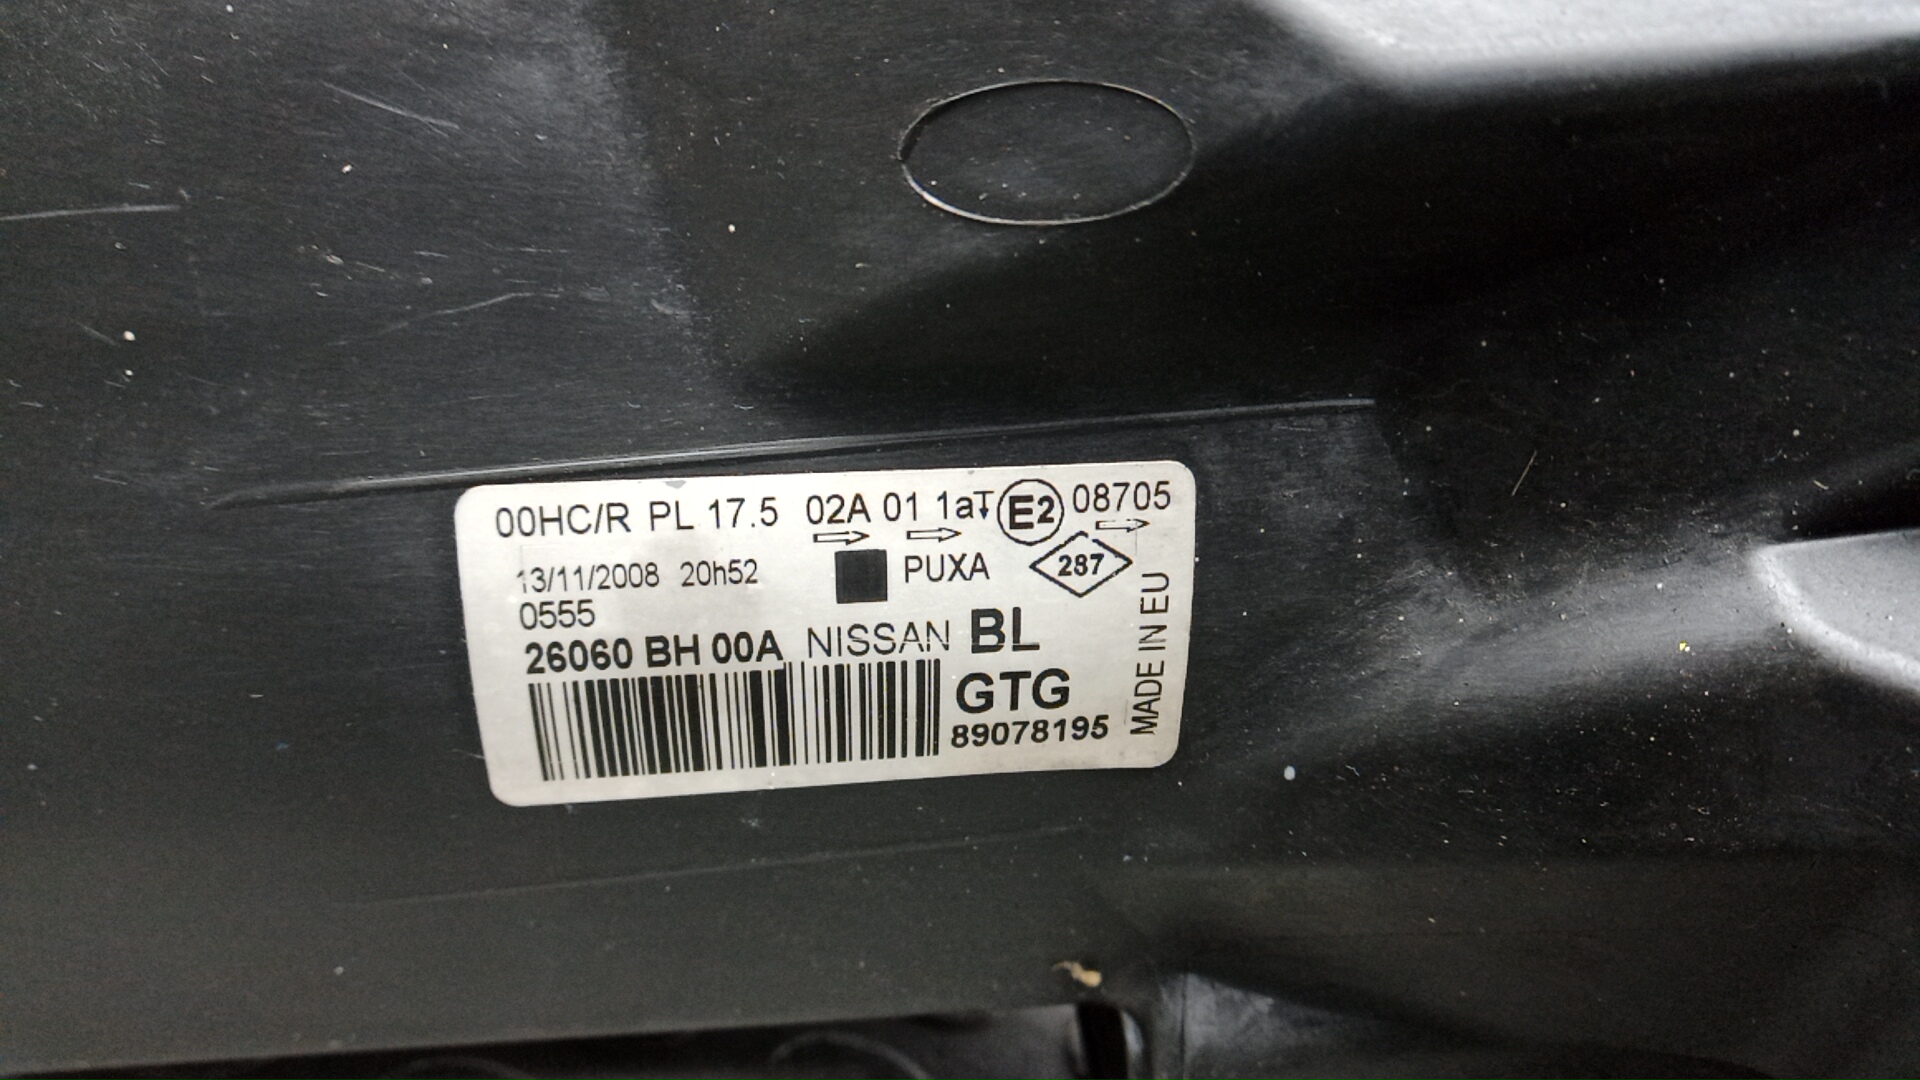 00HC/R PL 17.5 02A 01 1aT E2 08705
13/11/2008 20h52 PUXA 287
0555
26060 BH 00A NISSAN BL
GTG
89078195
MADE IN EU